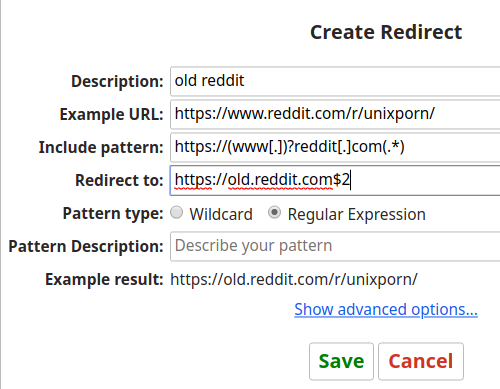 Create Redirect
Description: old reddit
Example URL: https://www.reddit.com/r/unixporn/
Include pattern: https://(www[.])?reddit[.]com(.*)
Redirect to: https://old.reddit.com$2
Pattern type: Wildcard Regular Expression
Pattern Description: Describe your pattern
Example result: https://old.reddit.com/r/unixporn/
Show advanced options...
Save Cancel